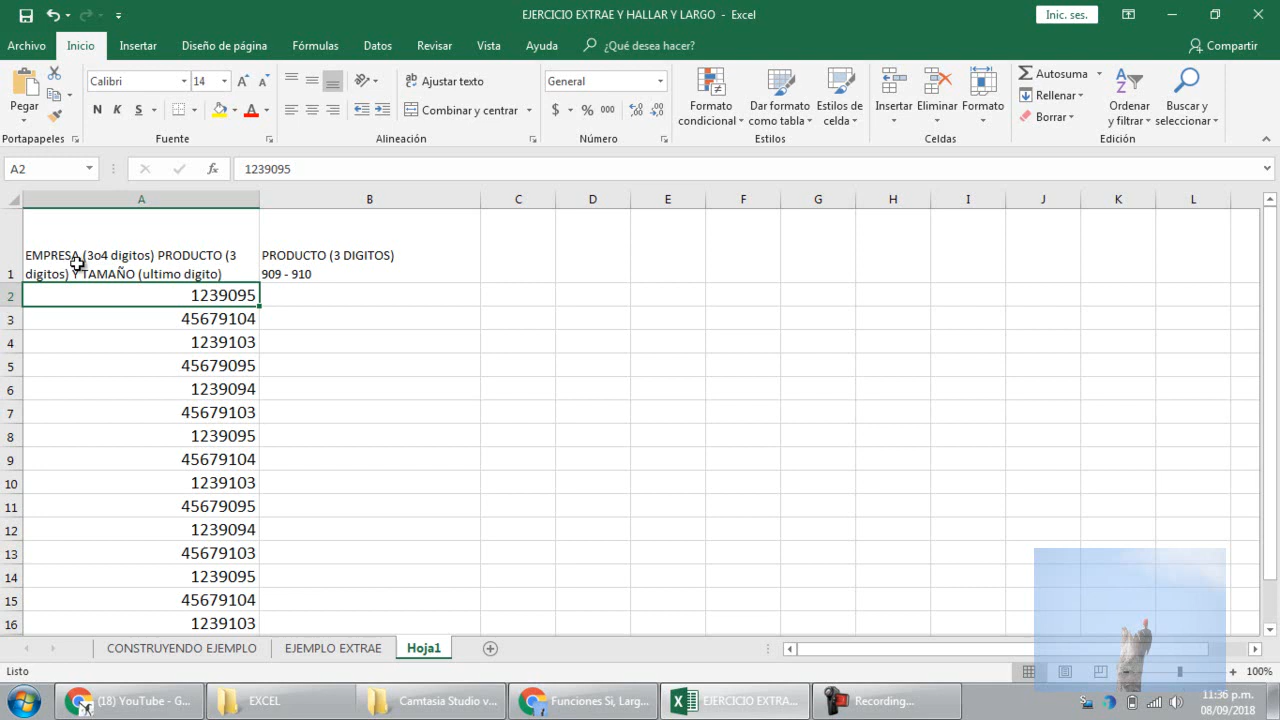 EJERCICIO EXTRAE Y HALLAR Y LARGO - Excel
Inic. ses.
Archivo Inicio Insertar Diseño de página Fórmulas Datos Revisar Vista Ayuda ¿Qué desea hacer? Compartir
Pegar
Calibri 14
N K S
Ajustar texto
Combinar y centrar
General
$ % 000
Formato condicional
Dar formato como tabla
Estilos de celda
Insertar Eliminar Formato
Autosuma
Rellenar
Borrar
Ordenar y filtrar
Buscar y seleccionar
Portapapeles Fuente Alineación Número Estilos Celdas Edición
A2 fx 1239095
A B C D E F G H I J K L
EMPRESA (3o4 digitos) PRODUCTO (3 PRODUCTO (3 DIGITOS)
1 digitos) Y TAMAÑO (ultimo digito) 909 - 910
2 1239095
3 45679104
4 1239103
5 45679095
6 1239094
7 45679103
8 1239095
9 45679104
10 1239103
11 45679095
12 1239094
13 45679103
14 1239095
15 45679104
16 1239103
CONSTRUYENDO EJEMPLO EJEMPLO EXTRAE Hoja1
Listo 100%
(18) YouTube - G... EXCEL Camtasia Studio v... Funciones Si, Larg... EJERCICIO EXTRA... Recording...
11:36 p.m.
08/09/2018